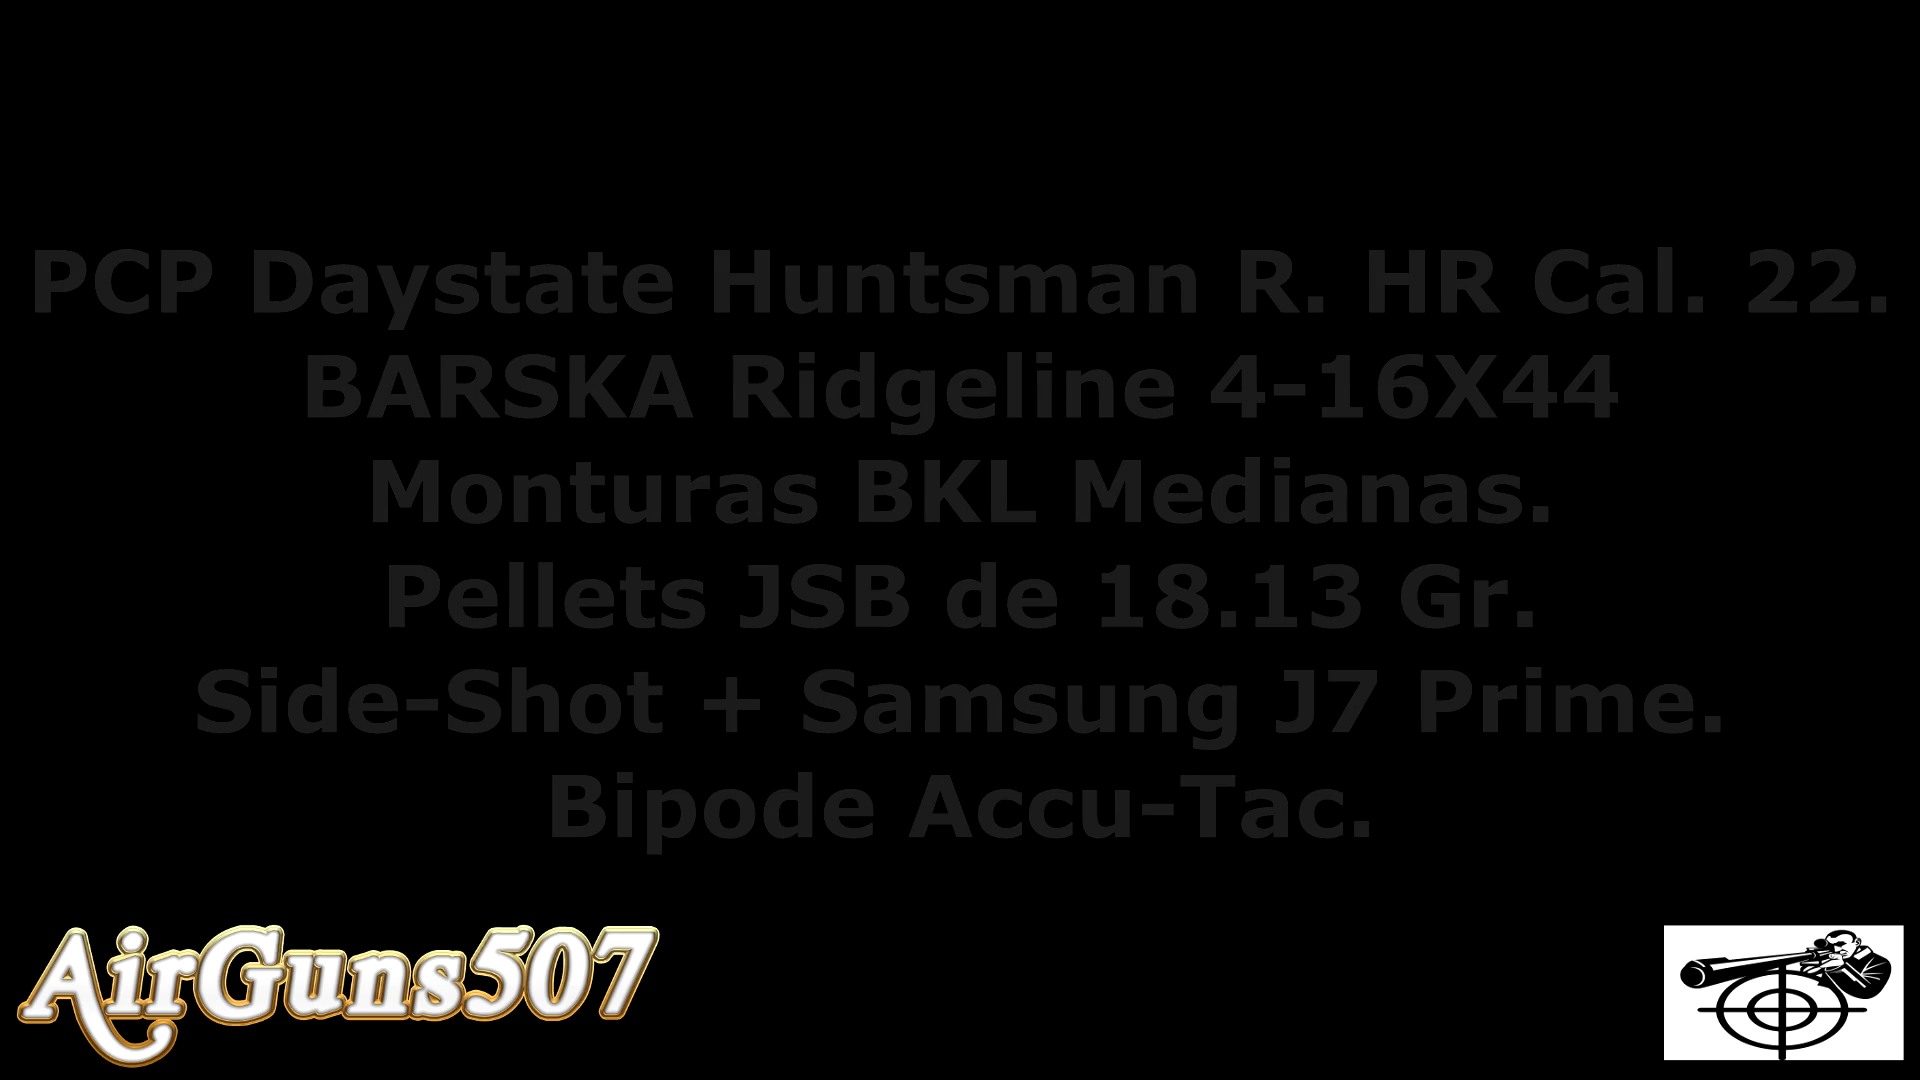 PCP Daystate Huntsman R. HR Cal. 22.
BARSKA Ridgeline 4-16X44
Monturas BKL Medianas.
Pellets JSB de 18.13 Gr.
Side-Shot + Samsung J7 Prime.
Bipode Accu-Tac.
AirGuns507